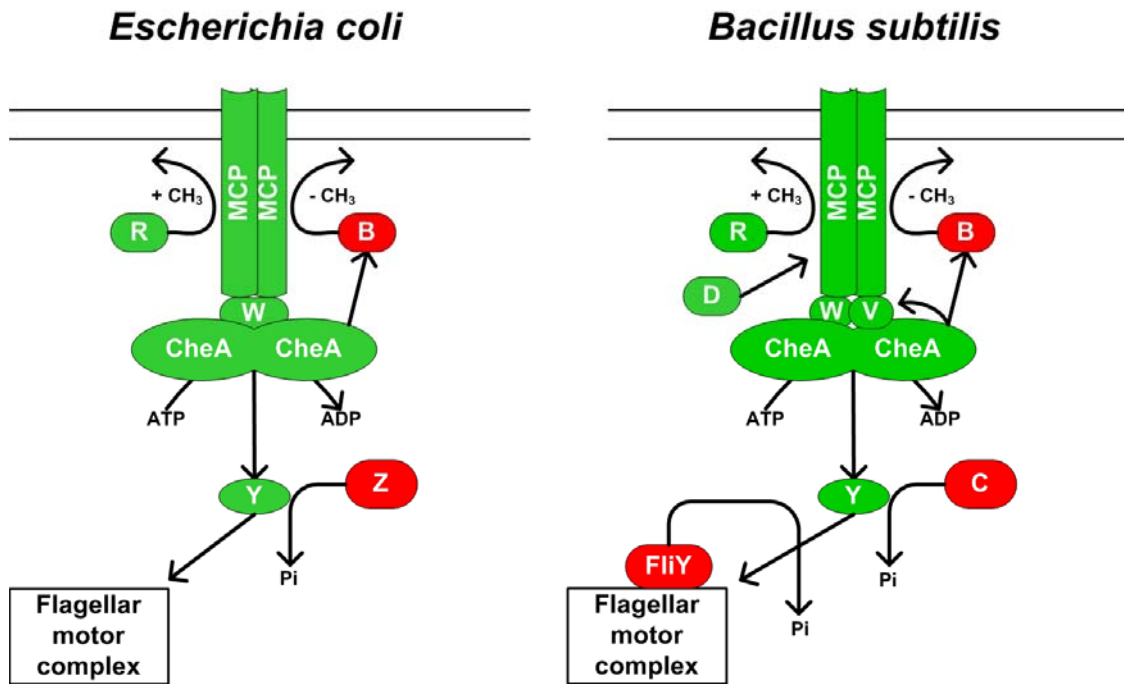 Escherichia coli
MCP
MCP
+ CH3
- CH3
R
B
W
CheA
CheA
ATP
ADP
Y
Z
Pi
Flagellar
motor
complex
Bacillus subtilis
MCP
MCP
+ CH3
- CH3
R
B
D
W
V
CheA
CheA
ATP
ADP
Y
C
FliY
Pi
Flagellar
motor
complex
Pi